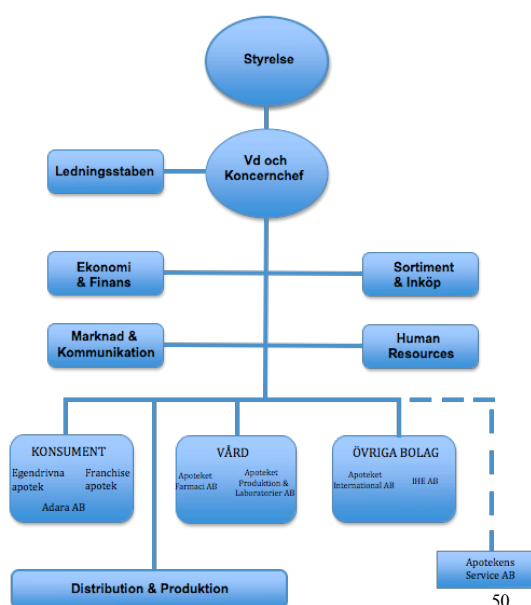 Styrelse
Vd och
Koncernchef
Ledningsstaben
Ekonomi
& Finans
Sortiment
& Inköp
Marknad &
Kommunikation
Human
Resources
KONSUMENT
Egendrivna
apotek
Franchise
apotek
Adara AB
VÅRD
Apoteket
Farmaci AB
Apoteket
Produktion &
Laboratorier AB
ÖVRIGA BOLAG
Apoteket
International AB
IHE AB
Apotekens
Service AB
Distribution & Produktion
50